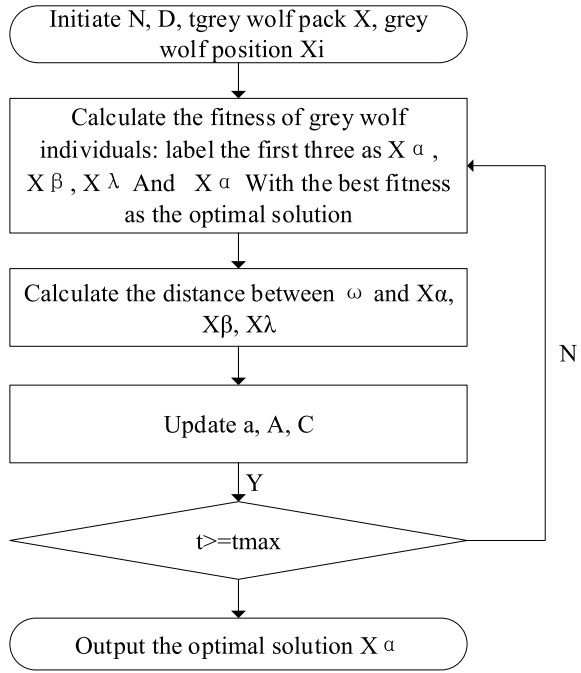 Initiate N, D, tgrey wolf pack X, grey
wolf position Xi
Calculate the fitness of grey wolf
individuals: label the first three as X α ,
X β , X λ And X α With the best fitness
as the optimal solution
Calculate the distance between ω and Xα,
Xβ, Xλ
N
Update a, A, C
Y
t>=tmax
Output the optimal solution X α